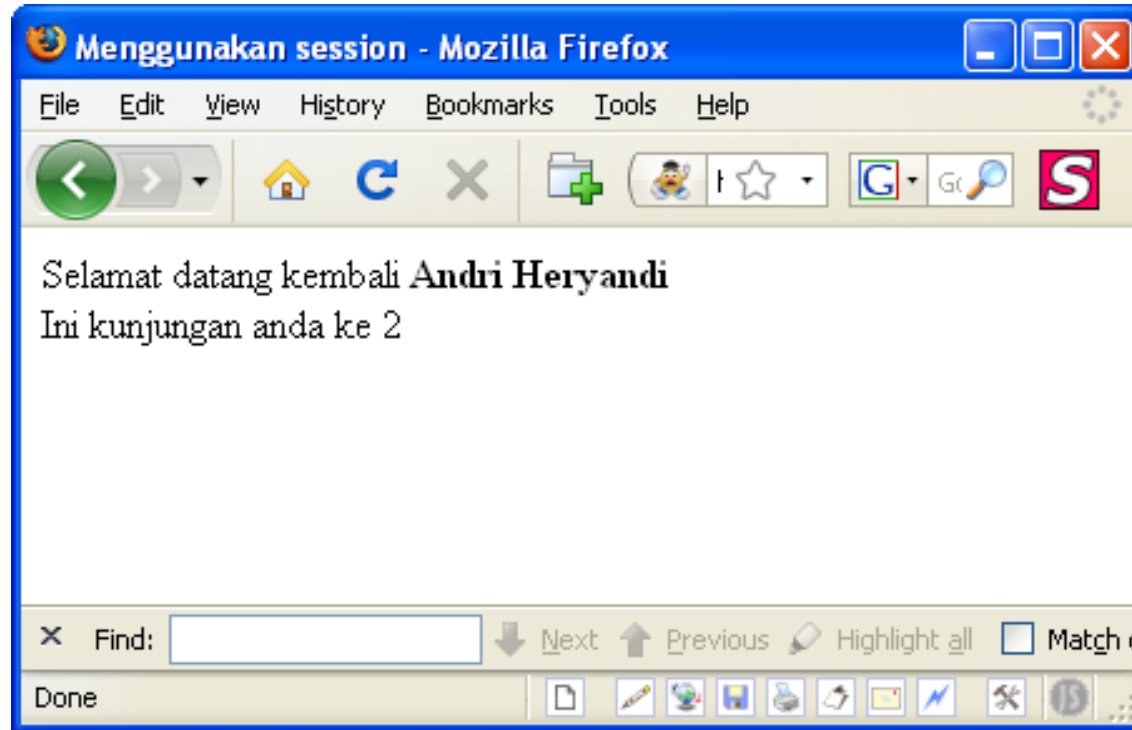 Menggunakan session - Mozilla Firefox
File Edit View History Bookmarks Tools Help
G S
Selamat datang kembali Andri Heryandi
Ini kunjungan anda ke 2
Find: Next Previous Highlight all
Done JS